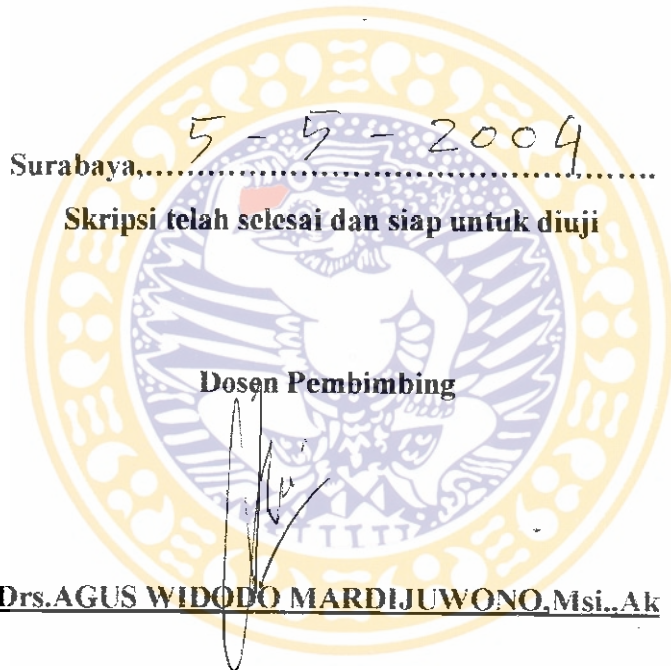 Surabaya,..... 5 - 5 - 2004
Skripsi telah selesai dan siap untuk diuji
Dosen Pembimbing
Drs.AGUS WIDODO MARDIJUWONO,Msi.,Ak